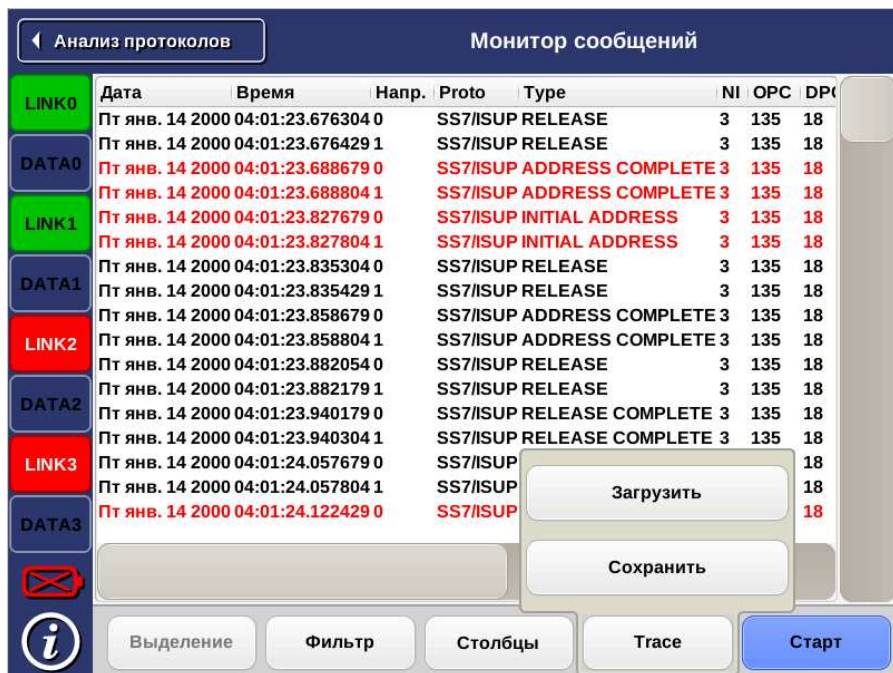 Анализ протоколов
Монитор сообщений
Дата Время Напр. Proto Type NI OPC DPC
Пт янв. 14 2000 04:01:23.676304 0 SS7/ISUP RELEASE 3 135 18
Пт янв. 14 2000 04:01:23.676429 1 SS7/ISUP RELEASE 3 135 18
Пт янв. 14 2000 04:01:23.688679 0 SS7/ISUP ADDRESS COMPLETE 3 135 18
Пт янв. 14 2000 04:01:23.688804 1 SS7/ISUP ADDRESS COMPLETE 3 135 18
Пт янв. 14 2000 04:01:23.827679 0 SS7/ISUP INITIAL ADDRESS 3 135 18
Пт янв. 14 2000 04:01:23.827804 1 SS7/ISUP INITIAL ADDRESS 3 135 18
Пт янв. 14 2000 04:01:23.835304 0 SS7/ISUP RELEASE 3 135 18
Пт янв. 14 2000 04:01:23.835429 1 SS7/ISUP RELEASE 3 135 18
Пт янв. 14 2000 04:01:23.858679 0 SS7/ISUP ADDRESS COMPLETE 3 135 18
Пт янв. 14 2000 04:01:23.858804 1 SS7/ISUP ADDRESS COMPLETE 3 135 18
Пт янв. 14 2000 04:01:23.882054 0 SS7/ISUP RELEASE 3 135 18
Пт янв. 14 2000 04:01:23.882179 1 SS7/ISUP RELEASE 3 135 18
Пт янв. 14 2000 04:01:23.940179 0 SS7/ISUP RELEASE COMPLETE 3 135 18
Пт янв. 14 2000 04:01:23.940304 1 SS7/ISUP RELEASE COMPLETE 3 135 18
Пт янв. 14 2000 04:01:24.057679 0 SS7/ISUP 18
Пт янв. 14 2000 04:01:24.057804 1 SS7/ISUP 18
Пт янв. 14 2000 04:01:24.122429 0 SS7/ISUP 18
LINK0
DATA0
LINK1
DATA1
LINK2
DATA2
LINK3
DATA3
i
Загрузить
Сохранить
Выделение
Фильтр
Столбцы
Trace
Старт